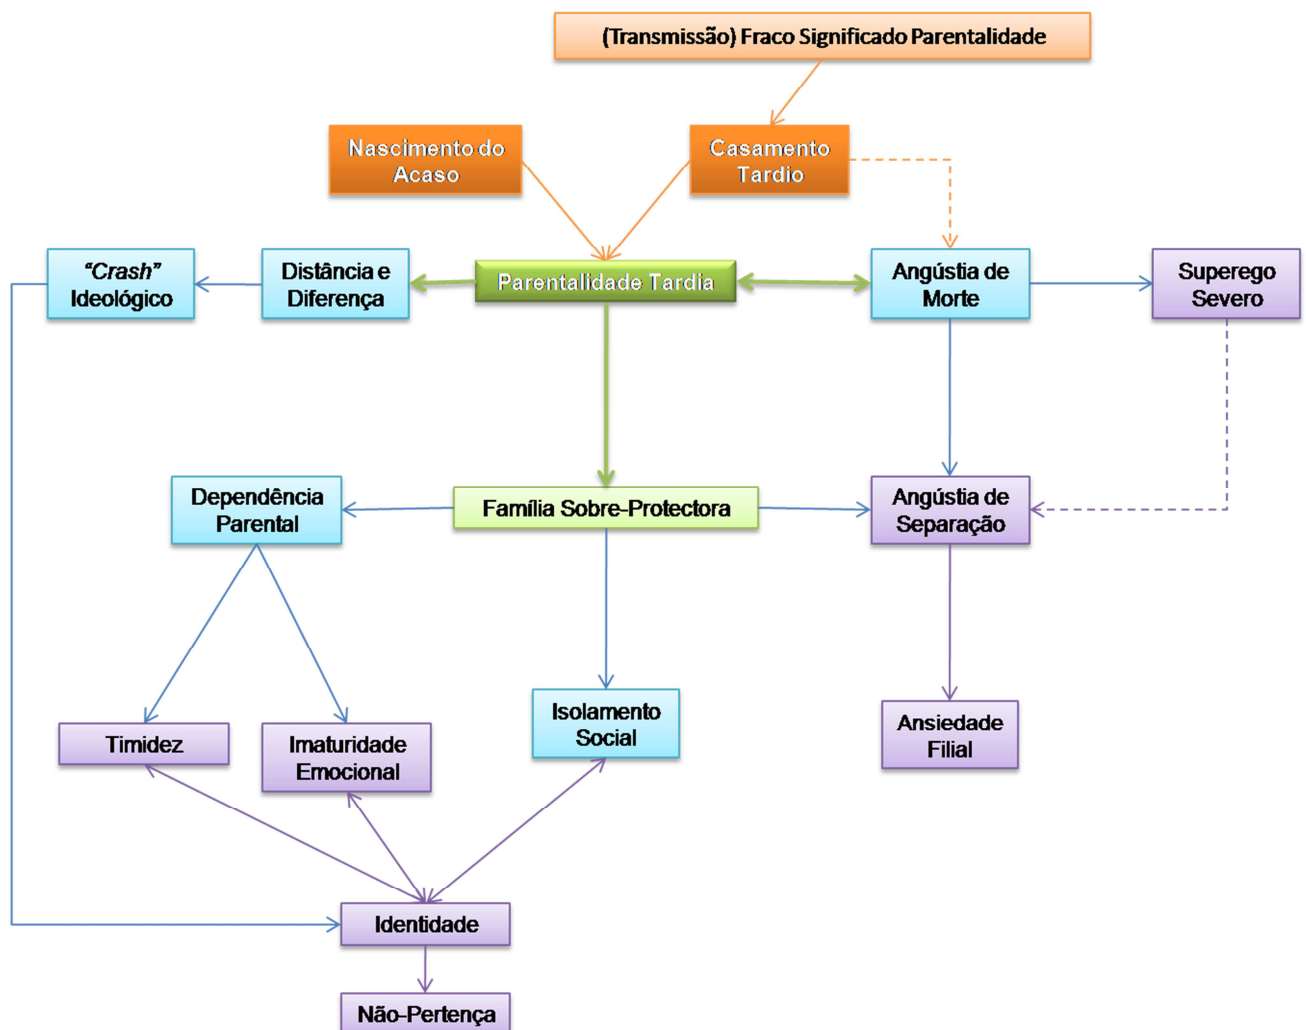 (Transmissão) Fraco Significado Parentalidade
Nascimento do
Acaso
Casamento
Tardio
“Crash”
Ideológico
Distância e
Diferença
Parentalidade Tardia
Angústia de
Morte
Superego
Severo
Dependência
Parental
Família Sobre-Protectora
Angústia de
Separação
Timidez
Imaturidade
Emocional
Isolamento
Social
Ansiedade
Filial
Identidade
Não-Pertença